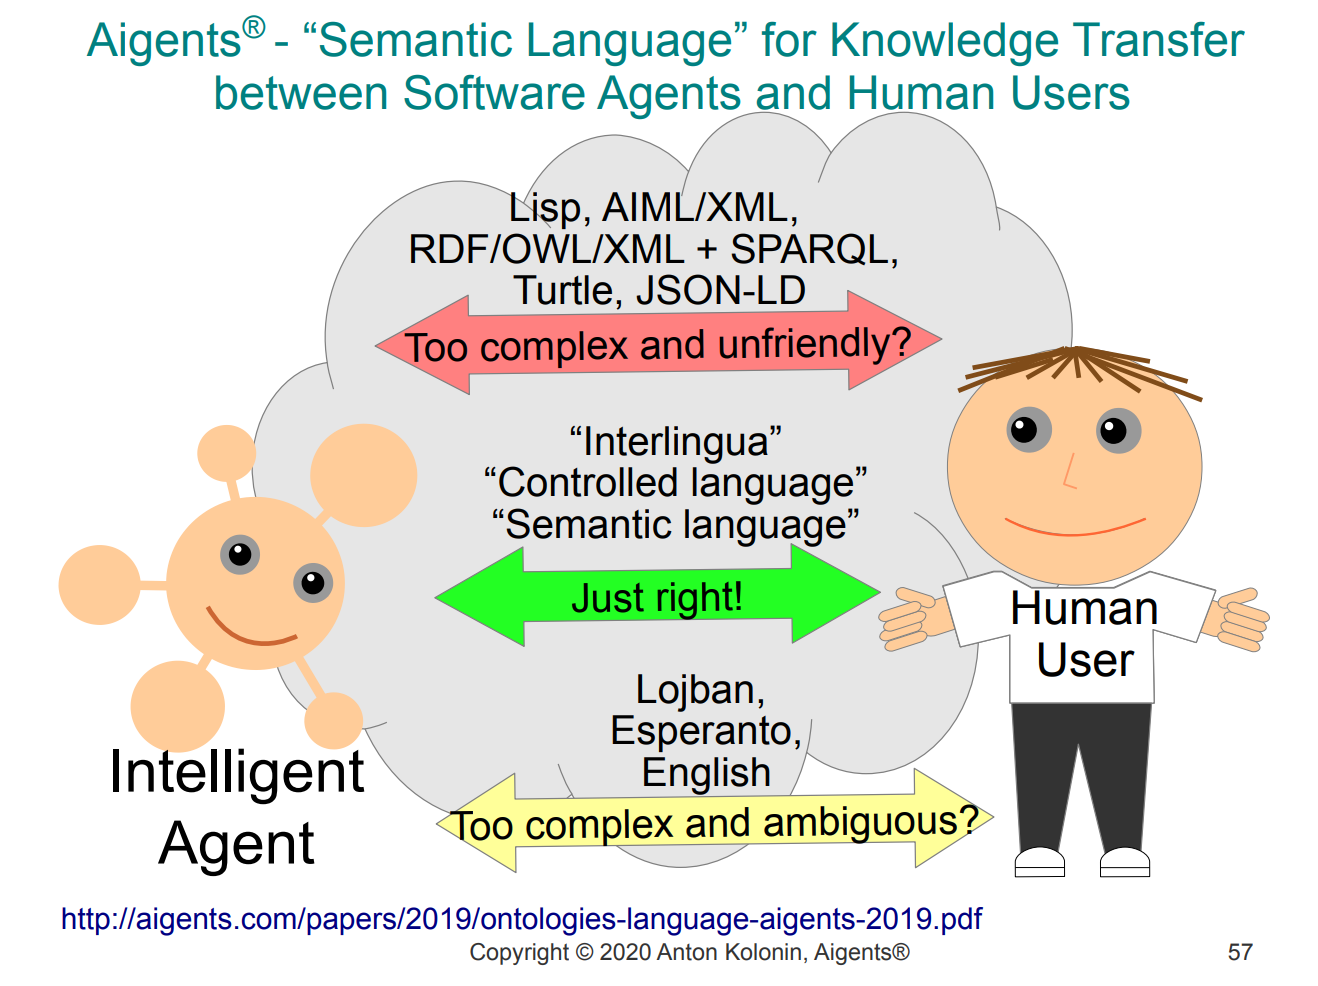 Aigents® - “Semantic Language” for Knowledge Transfer
between Software Agents and Human Users
Lisp, AIML/XML,
RDF/OWL/XML + SPARQL,
Turtle, JSON-LD
Too complex and unfriendly?
“Interlingua”
“Controlled language”
“Semantic language”
Just right!
Human
User
Lojban,
Esperanto,
English
Too complex and ambiguous?
Intelligent
Agent
http://aigents.com/papers/2019/ontologies-language-aigents-2019.pdf
Copyright © 2020 Anton Kolonin, Aigents®
57